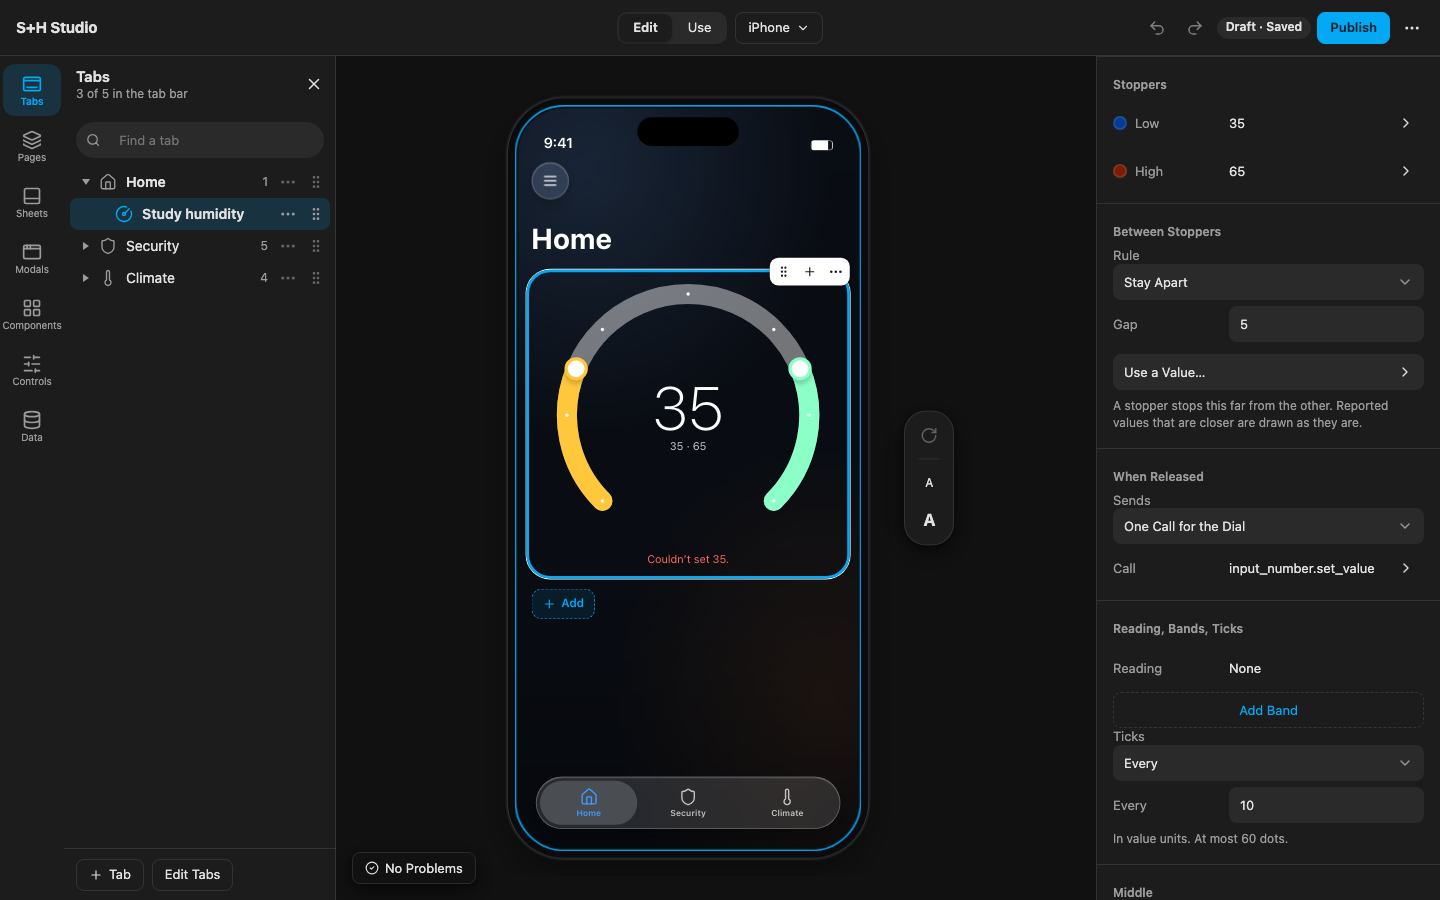 S+H Studio
Edit
Use
iPhone
Draft · Saved
Publish
Tabs
Pages
Sheets
Modals
Components
Controls
Data
Tabs
3 of 5 in the tab bar
Find a tab
Home 1
Study humidity
Security 5
Climate 4
+ Tab
Edit Tabs
9:41
Home
35
35 · 65
Couldn't set 35.
+ Add
Home
Security
Climate
A
A
No Problems
Stoppers
Low 35
High 65
Between Stoppers
Rule
Stay Apart
Gap 5
Use a Value...
A stopper stops this far from the other. Reported
values that are closer are drawn as they are.
When Released
Sends
One Call for the Dial
Call input_number.set_value
Reading, Bands, Ticks
Reading None
Add Band
Ticks
Every
Every 10
In value units. At most 60 dots.
Middle